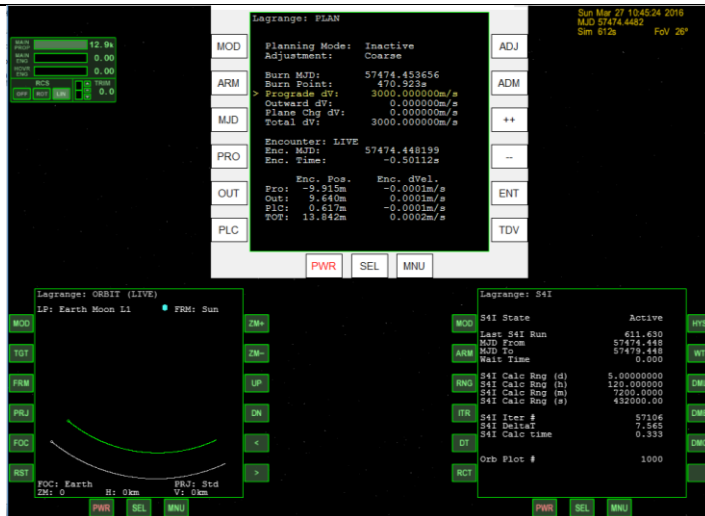 Sun Mar 27 10:45:24 2016
MJD 57474.4482
Sim 612s FoV 26°
MAIN PROP 12.9k
MAIN ENG 0.00
HOVR ENG 0.00
RCS TRIM
OFF ROT LIN 0.0
Lagrange: PLAN
Planning Mode: Inactive
Adjustment: Coarse
Burn MJD: 57474.453656
Burn Point: 470.923s
> Prograde dV: 3000.000000m/s
Outward dV: 0.000000m/s
Plane Chg dV: 0.000000m/s
Total dV: 3000.000000m/s
Encounter: LIVE
Enc. MJD: 57474.448199
Enc. Time: -0.50112s
Enc. Pos. Enc. dVel.
Pro: -9.915m -0.0001m/s
Out: 9.640m 0.0001m/s
PlC: 0.617m -0.0001m/s
TOT: 13.842m 0.0002m/s
MOD
ARM
MJD
PRO
OUT
PLC
ADJ
ADM
++
--
ENT
TDV
PWR SEL MNU
Lagrange: ORBIT (LIVE)
LP: Earth Moon L1 FRM: Sun
FOC: Earth PRJ: Std
ZM: 0 H: 0km V: 0km
MOD
TGT
FRM
PRJ
FOC
RST
ZM+
ZM-
UP
DN
<
>
PWR SEL MNU
Lagrange: S4I
S4I State Active
Last S4I Run 611.630
MJD From 57474.448
MJD To 57479.448
Wait Time 0.000
S4I Calc Rng (d) 5.00000000
S4I Calc Rng (h) 120.000000
S4I Calc Rng (m) 7200.0000
S4I Calc Rng (s) 432000.00
S4I Iter # 57106
S4I DeltaT 7.565
S4I Calc time 0.333
Orb Plot # 1000
MOD
ARM
RNG
ITR
DT
RCT
HYS
WT
PWR SEL MNU